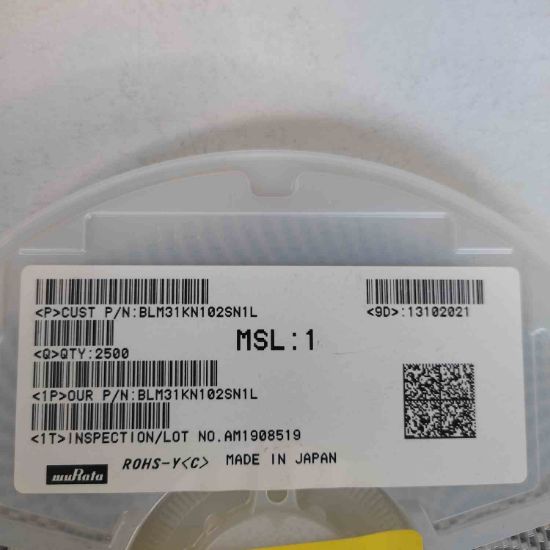 <P>CUST P/N:BLM31KN102SN1L
<9D>:13102021
<Q>QTY:2500
MSL:1
<1P>OUR P/N:BLM31KN102SN1L
<1T>INSPECTION/LOT NO.AM1908519
muRata ROHS-Y<C> MADE IN JAPAN